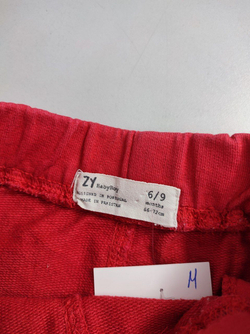 ZY BabyBoy
DESIGNED IN PORTUGAL
MADE IN PAKISTAN
6/9
months
68-72cm
M